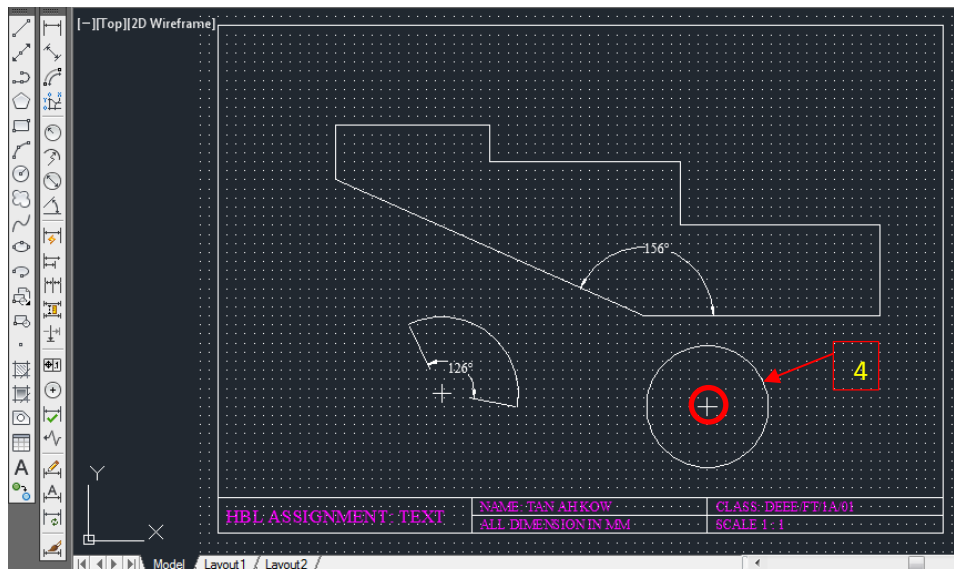 [−][Top][2D Wireframe]
156°
126°
4
HBL ASSIGNMENT: TEXT
NAME: TAN AH KOW
CLASS: DEEE/FT/1A/01
ALL DIMENSION IN MM
SCALE 1 : 1
Y
X
A
Model / Layout1 / Layout2 /